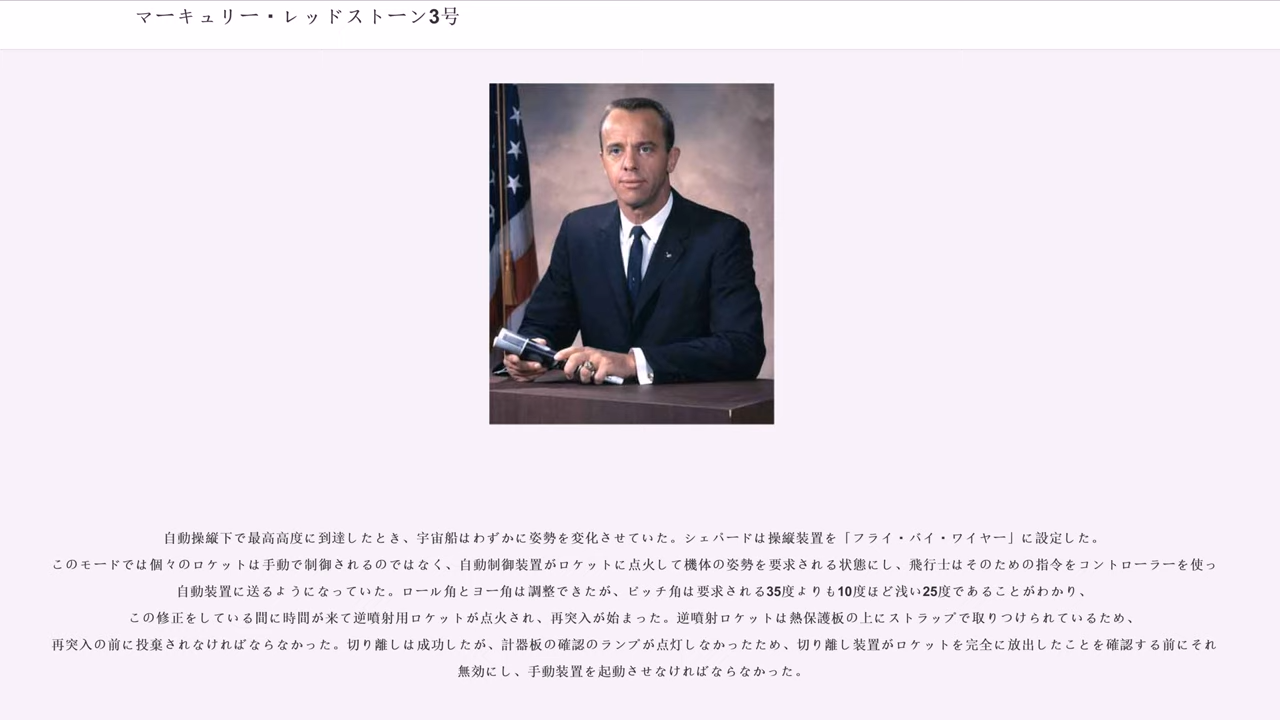 マーキュリー・レッドストーン3号
自動操縦下で最高高度に到達したとき、宇宙船はわずかに姿勢を変化させていた。シェパードは操縦装置を「フライ・バイ・ワイヤー」に設定した。
このモードでは個々のロケットは手動で制御されるのではなく、自動制御装置がロケットに点火して機体の姿勢を要求される状態にし、飛行士はそのための指令をコントローラーを使っ
自動装置に送るようになっていた。ロール角とヨー角は調整できたが、ピッチ角は要求される35度よりも10度ほど浅い25度であることがわかり、
この修正をしている間に時間が来て逆噴射用ロケットが点火され、再突入が始まった。逆噴射ロケットは熱保護板の上にストラップで取りつけられているため、
再突入の前に投棄されなければならなかった。切り離しは成功したが、計器板の確認のランプが点灯しなかったため、切り離し装置がロケットを完全に放出したことを確認する前にそれ
無効にし、手動装置を起動させなければならなかった。